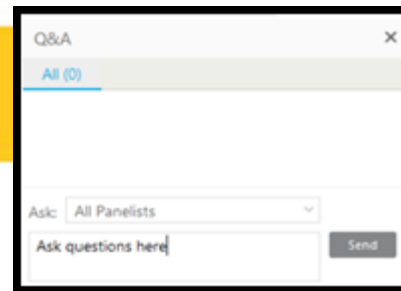 Q&A ×
All (0)
Ask: All Panelists
Ask questions here Send